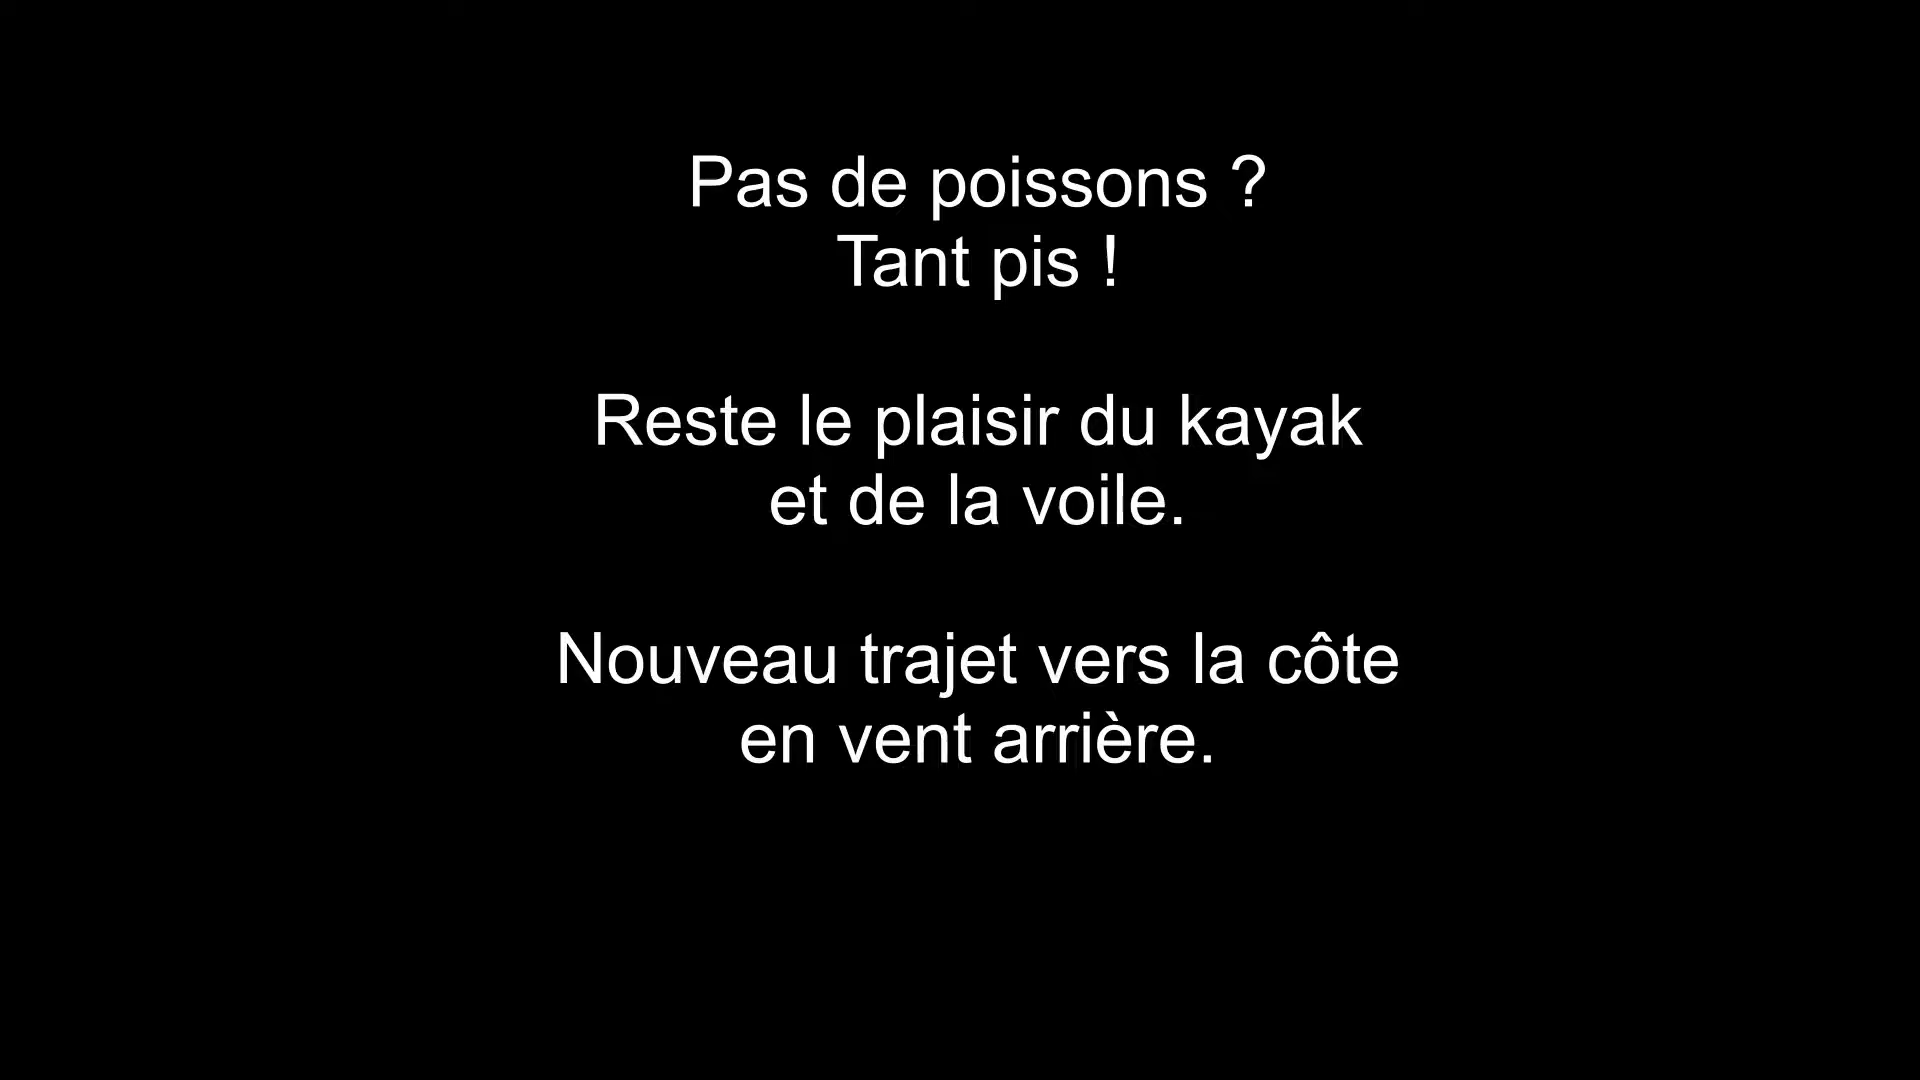 Pas de poissons ?
Tant pis !
Reste le plaisir du kayak
et de la voile.
Nouveau trajet vers la côte
en vent arrière.